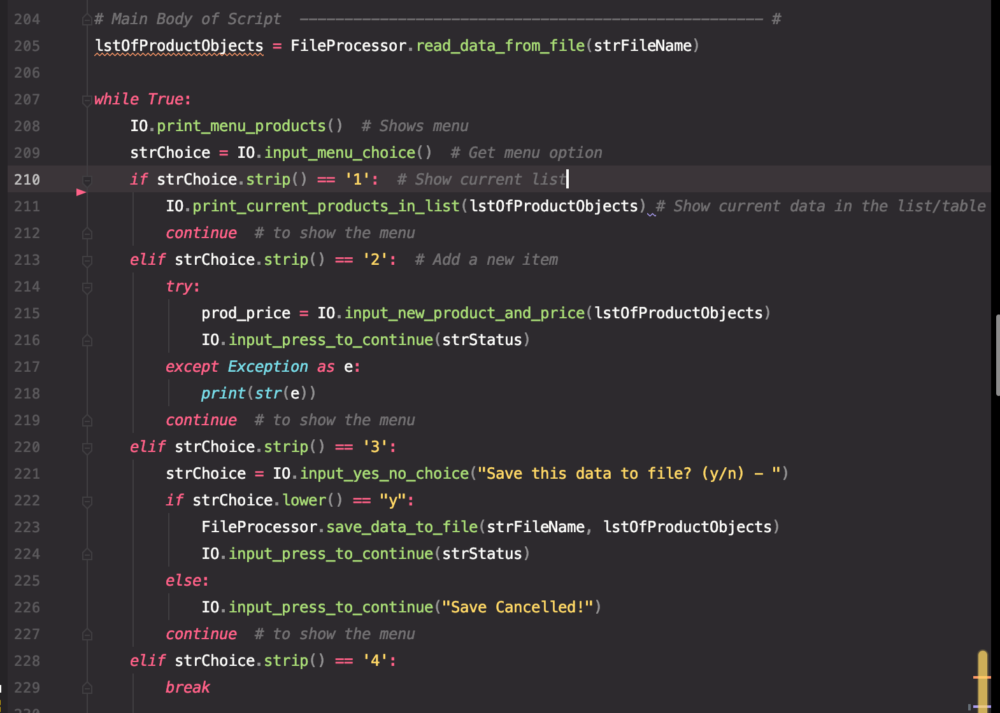 204 # Main Body of Script ---------------------------------------------------- #
205 lstOfProductObjects = FileProcessor.read_data_from_file(strFileName)
206
207 while True:
208     IO.print_menu_products()  # Shows menu
209     strChoice = IO.input_menu_choice()  # Get menu option
210     if strChoice.strip() == '1':  # Show current list
211         IO.print_current_products_in_list(lstOfProductObjects) # Show current data in the list/table
212         continue  # to show the menu
213     elif strChoice.strip() == '2':  # Add a new item
214         try:
215             prod_price = IO.input_new_product_and_price(lstOfProductObjects)
216             IO.input_press_to_continue(strStatus)
217         except Exception as e:
218             print(str(e))
219         continue  # to show the menu
220     elif strChoice.strip() == '3':
221         strChoice = IO.input_yes_no_choice("Save this data to file? (y/n) - ")
222         if strChoice.lower() == "y":
223             FileProcessor.save_data_to_file(strFileName, lstOfProductObjects)
224             IO.input_press_to_continue(strStatus)
225         else:
226             IO.input_press_to_continue("Save Cancelled!")
227         continue  # to show the menu
228     elif strChoice.strip() == '4':
229         break